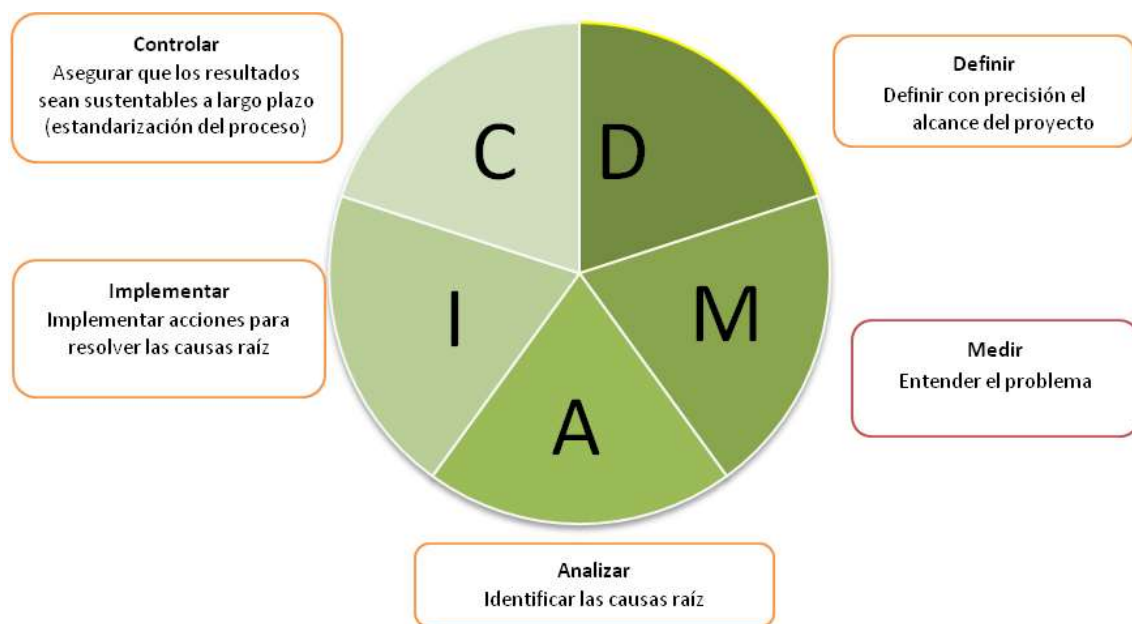 Controlar
Asegurar que los resultados
sean sustentables a largo plazo
(estandarización del proceso)
Definir
Definir con precisión el
alcance del proyecto
C
D
Implementar
Implementar acciones para
resolver las causas raíz
I
M
Medir
Entender el problema
A
Analizar
Identificar las causas raíz